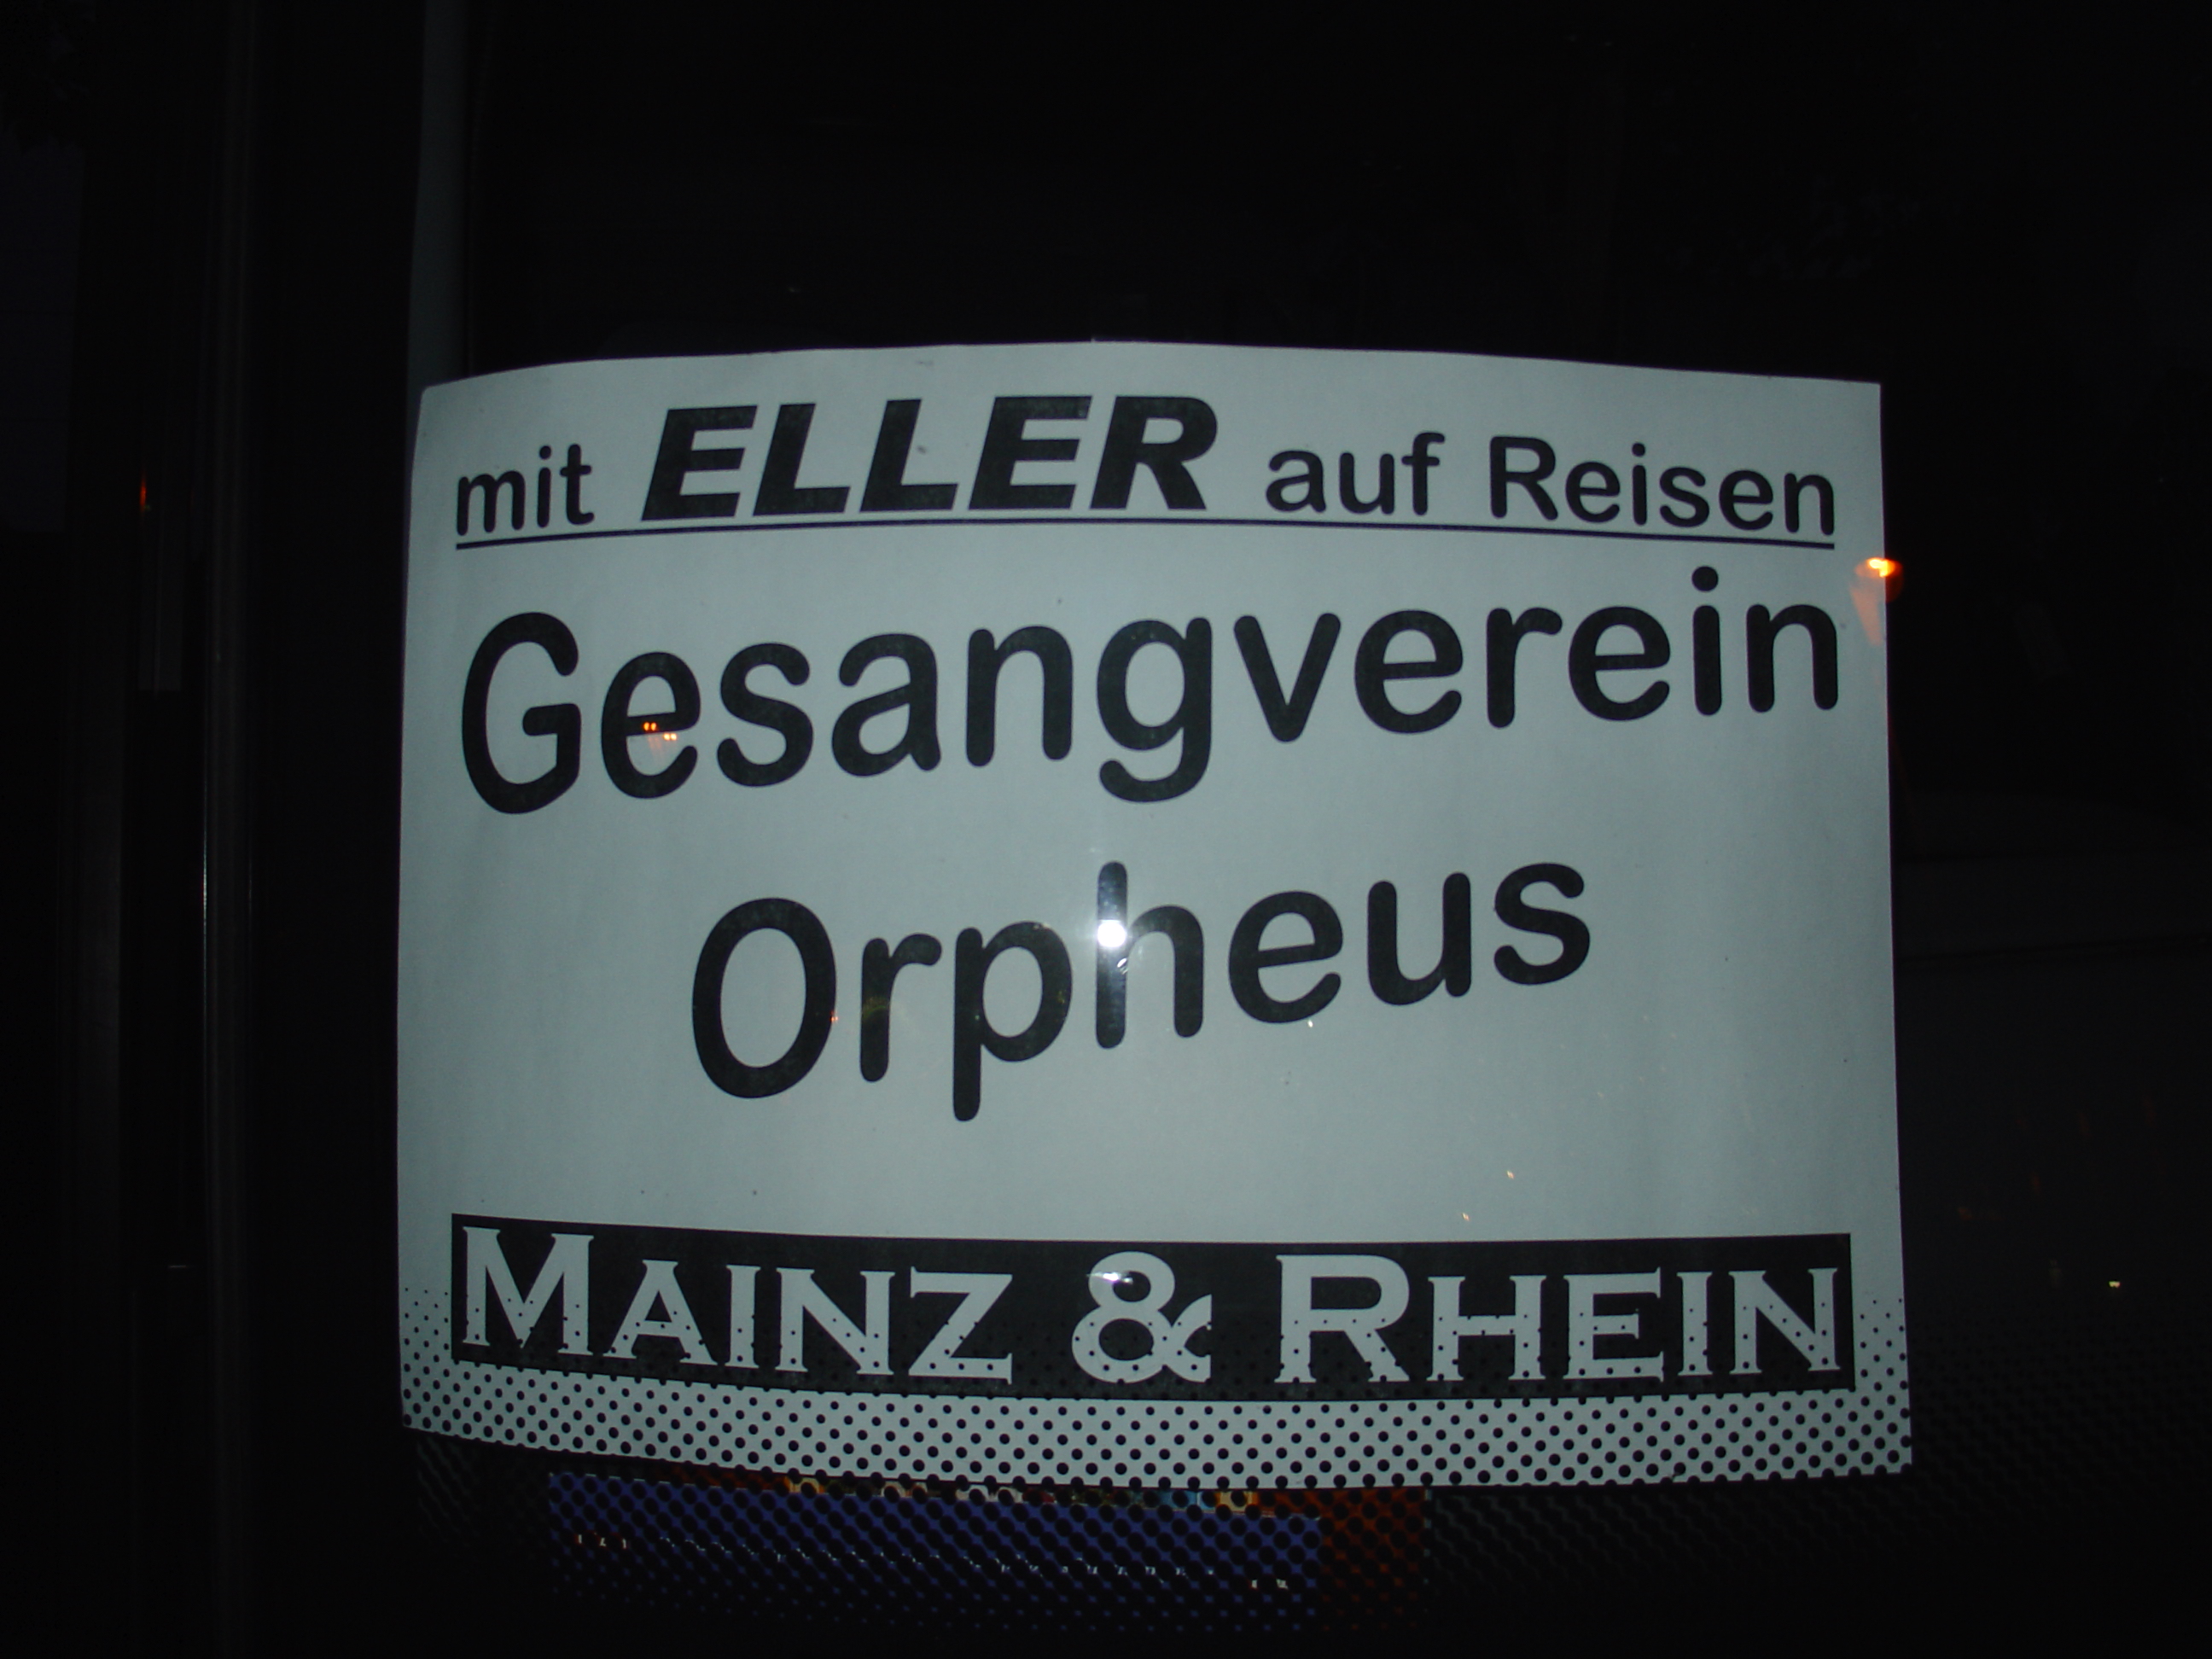 mit ELLER auf Reisen
Gesangverein
Orpheus
MAINZ & RHEIN